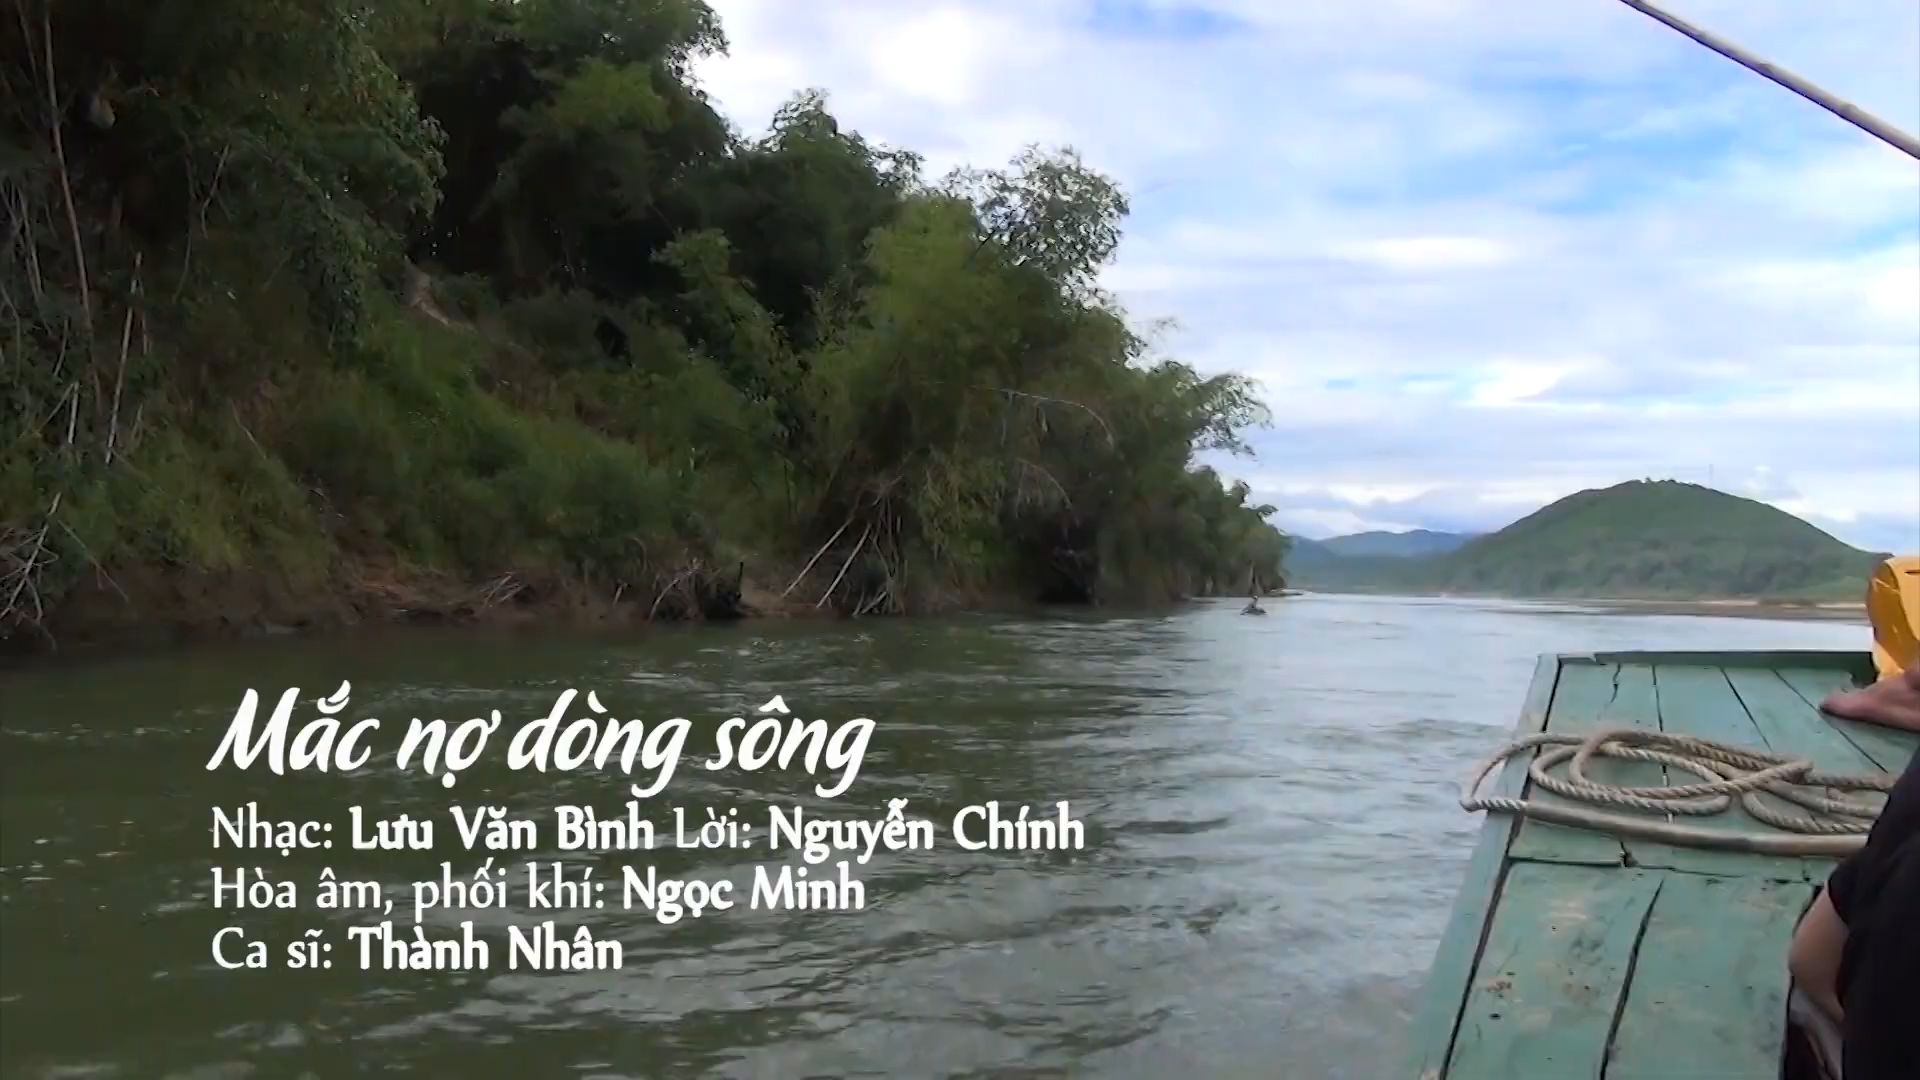 Mắc nợ dòng sông
Nhạc: Lưu Văn Bình Lời: Nguyễn Chính
Hòa âm, phối khí: Ngọc Minh
Ca sĩ: Thành Nhân